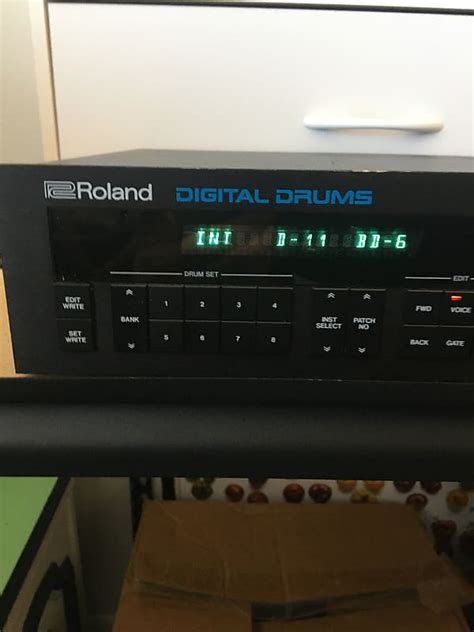 Roland DIGITAL DRUMS
INT D-11 BD-6
DRUM SET
EDIT
EDIT WRITE
BANK
1 2 3 4
INST SELECT
PATCH NO
FWD
VOICE
SET WRITE
5 6 7 8
BACK
GATE